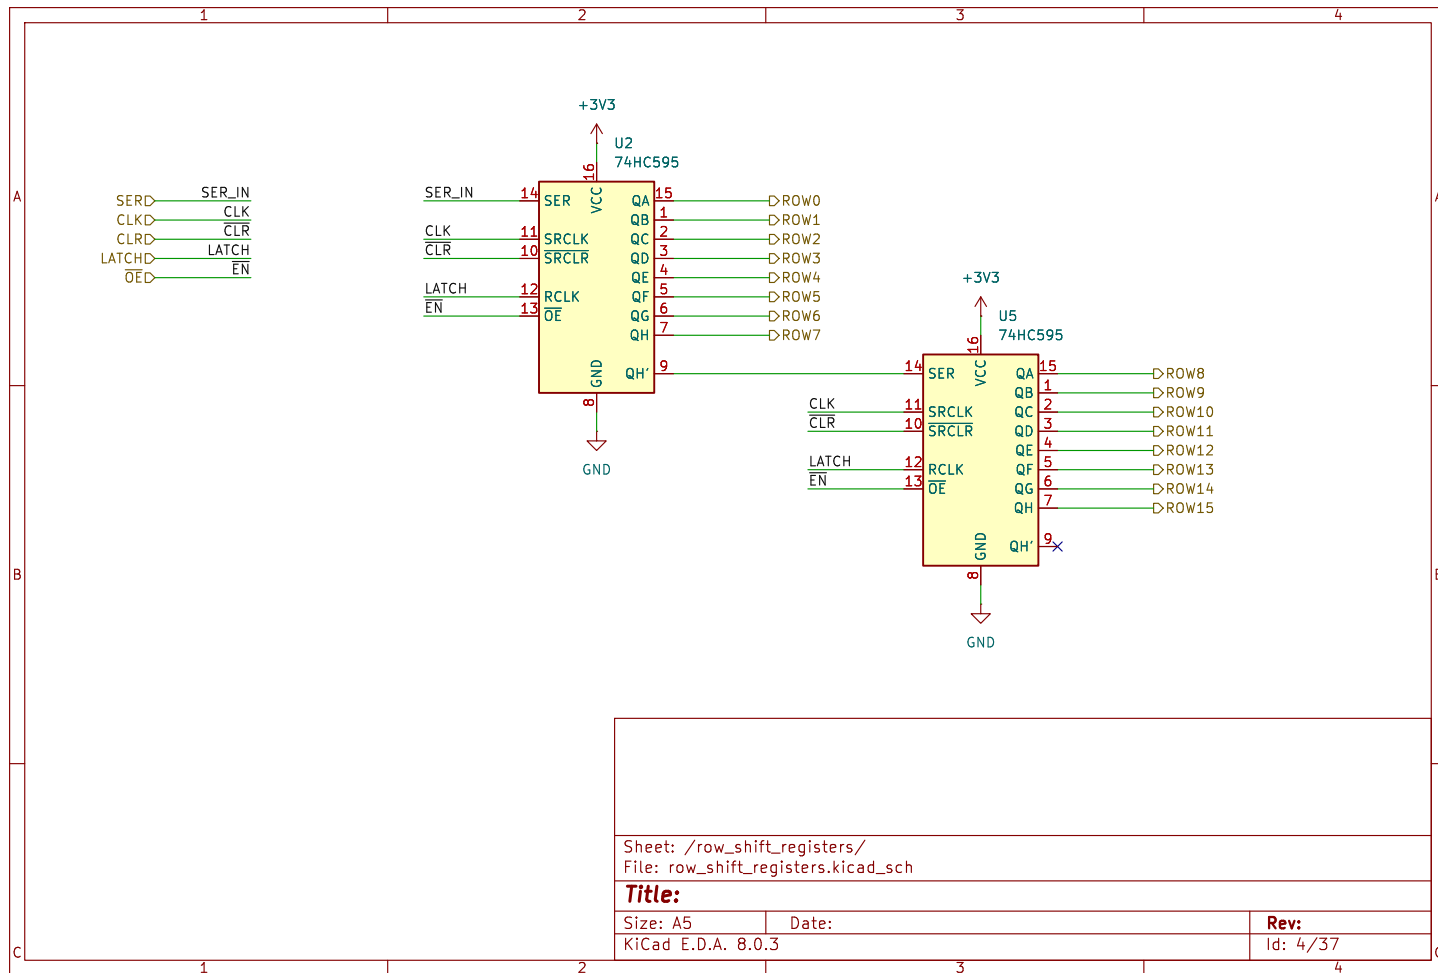 1 2 3 4
+3V3
U2
74HC595
A
SER SER_IN
CLK CLK
CLR CLR
LATCH LATCH
OE EN
SER_IN 14 SER
CLK 11 SRCLK
CLR 10 SRCLR
LATCH 12 RCLK
EN 13 OE
16 VCC
QA 15 ROW0
QB 1 ROW1
QC 2 ROW2
QD 3 ROW3
QE 4 ROW4
QF 5 ROW5
QG 6 ROW6
QH 7 ROW7
QH' 9
GND 8
GND
+3V3
U5
74HC595
14 SER
CLK 11 SRCLK
CLR 10 SRCLR
LATCH 12 RCLK
EN 13 OE
16 VCC
QA 15 ROW8
QB 1 ROW9
QC 2 ROW10
QD 3 ROW11
QE 4 ROW12
QF 5 ROW13
QG 6 ROW14
QH 7 ROW15
QH' 9
GND 8
GND
B
Sheet: /row_shift_registers/
File: row_shift_registers.kicad_sch
Title:
Size: A5 Date: Rev:
KiCad E.D.A. 8.0.3 Id: 4/37
C
1 2 3 4